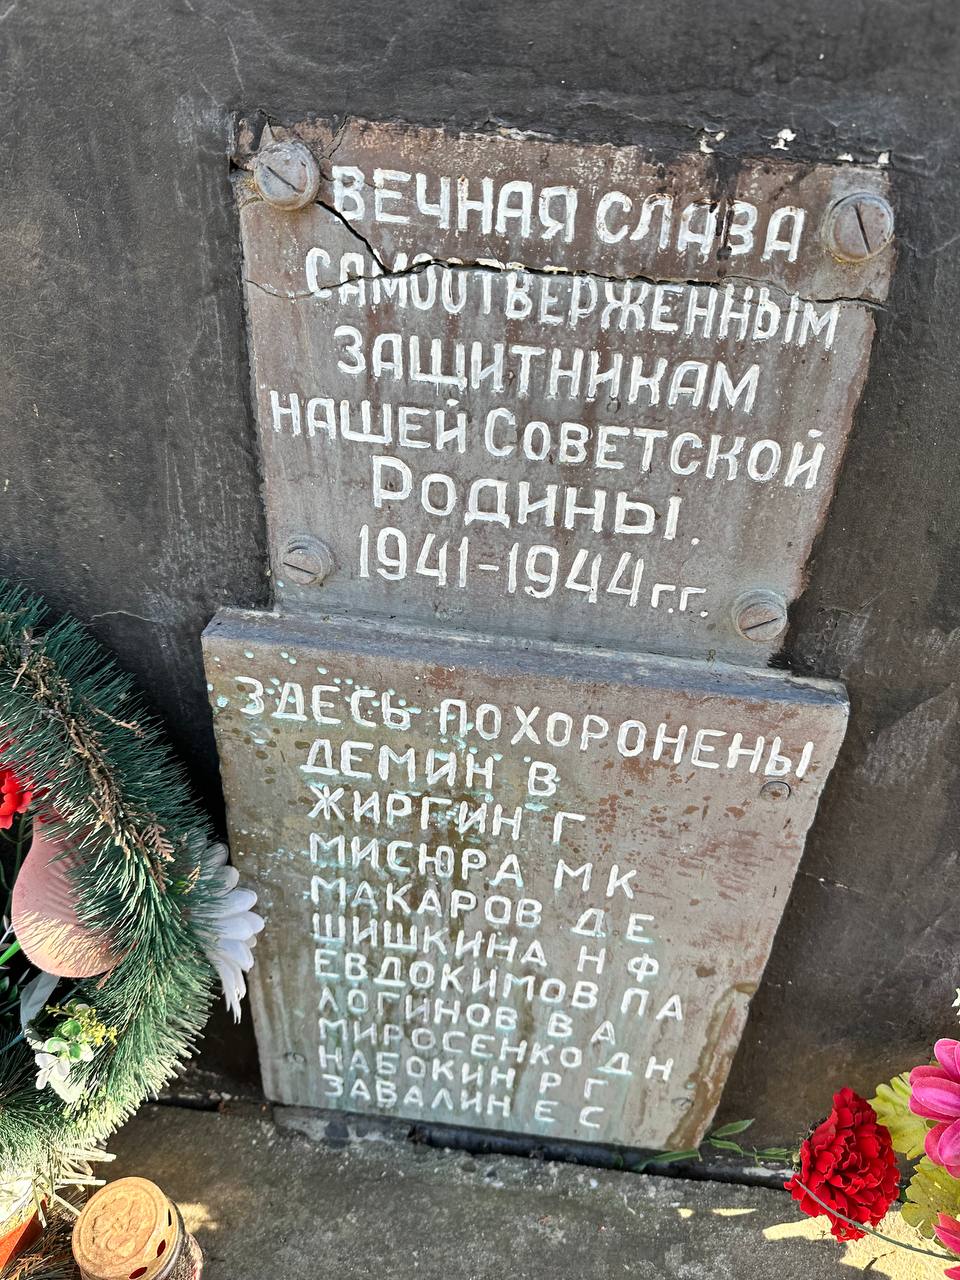 ВЕЧНАЯ СЛАВА
САМООТВЕРЖЕННЫМ
ЗАЩИТНИКАМ
НАШЕЙ СОВЕТСКОЙ
РОДИНЫ.
1941-1944 г.г.
ЗДЕСЬ ПОХОРОНЕНЫ
ДЕМИН В
ЖИРГИН Г
МИСЮРА М К
МАКАРОВ Д Е
ШИШКИНА Н Ф
ЕВДОКИМОВ П А
ЛОГИНОВ В А
МИРОСЕНКО Д Н
НАБОКИН Р Г
ЗАВАЛИН Е С